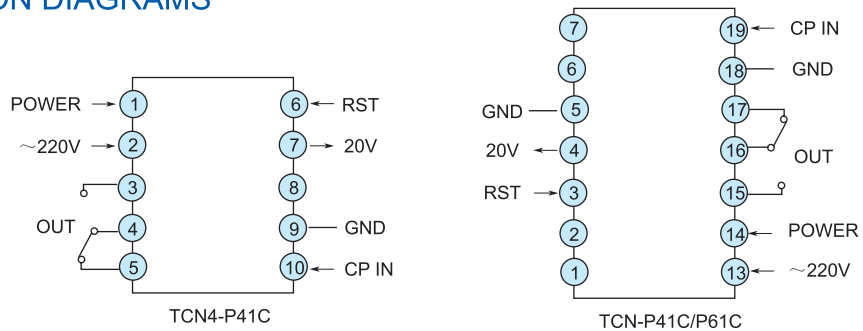 ON DIAGRAMS
POWER → 1
~220V → 2
3
OUT
4
5
6 ← RST
7 → 20V
8
9 GND
10 ← CP IN
TCN4-P41C
7
6
GND 5
20V ← 4
RST → 3
2
1
19 ← CP IN
18 GND
17
16
OUT
15
14 ← POWER
13 ← ~220V
TCN-P41C/P61C